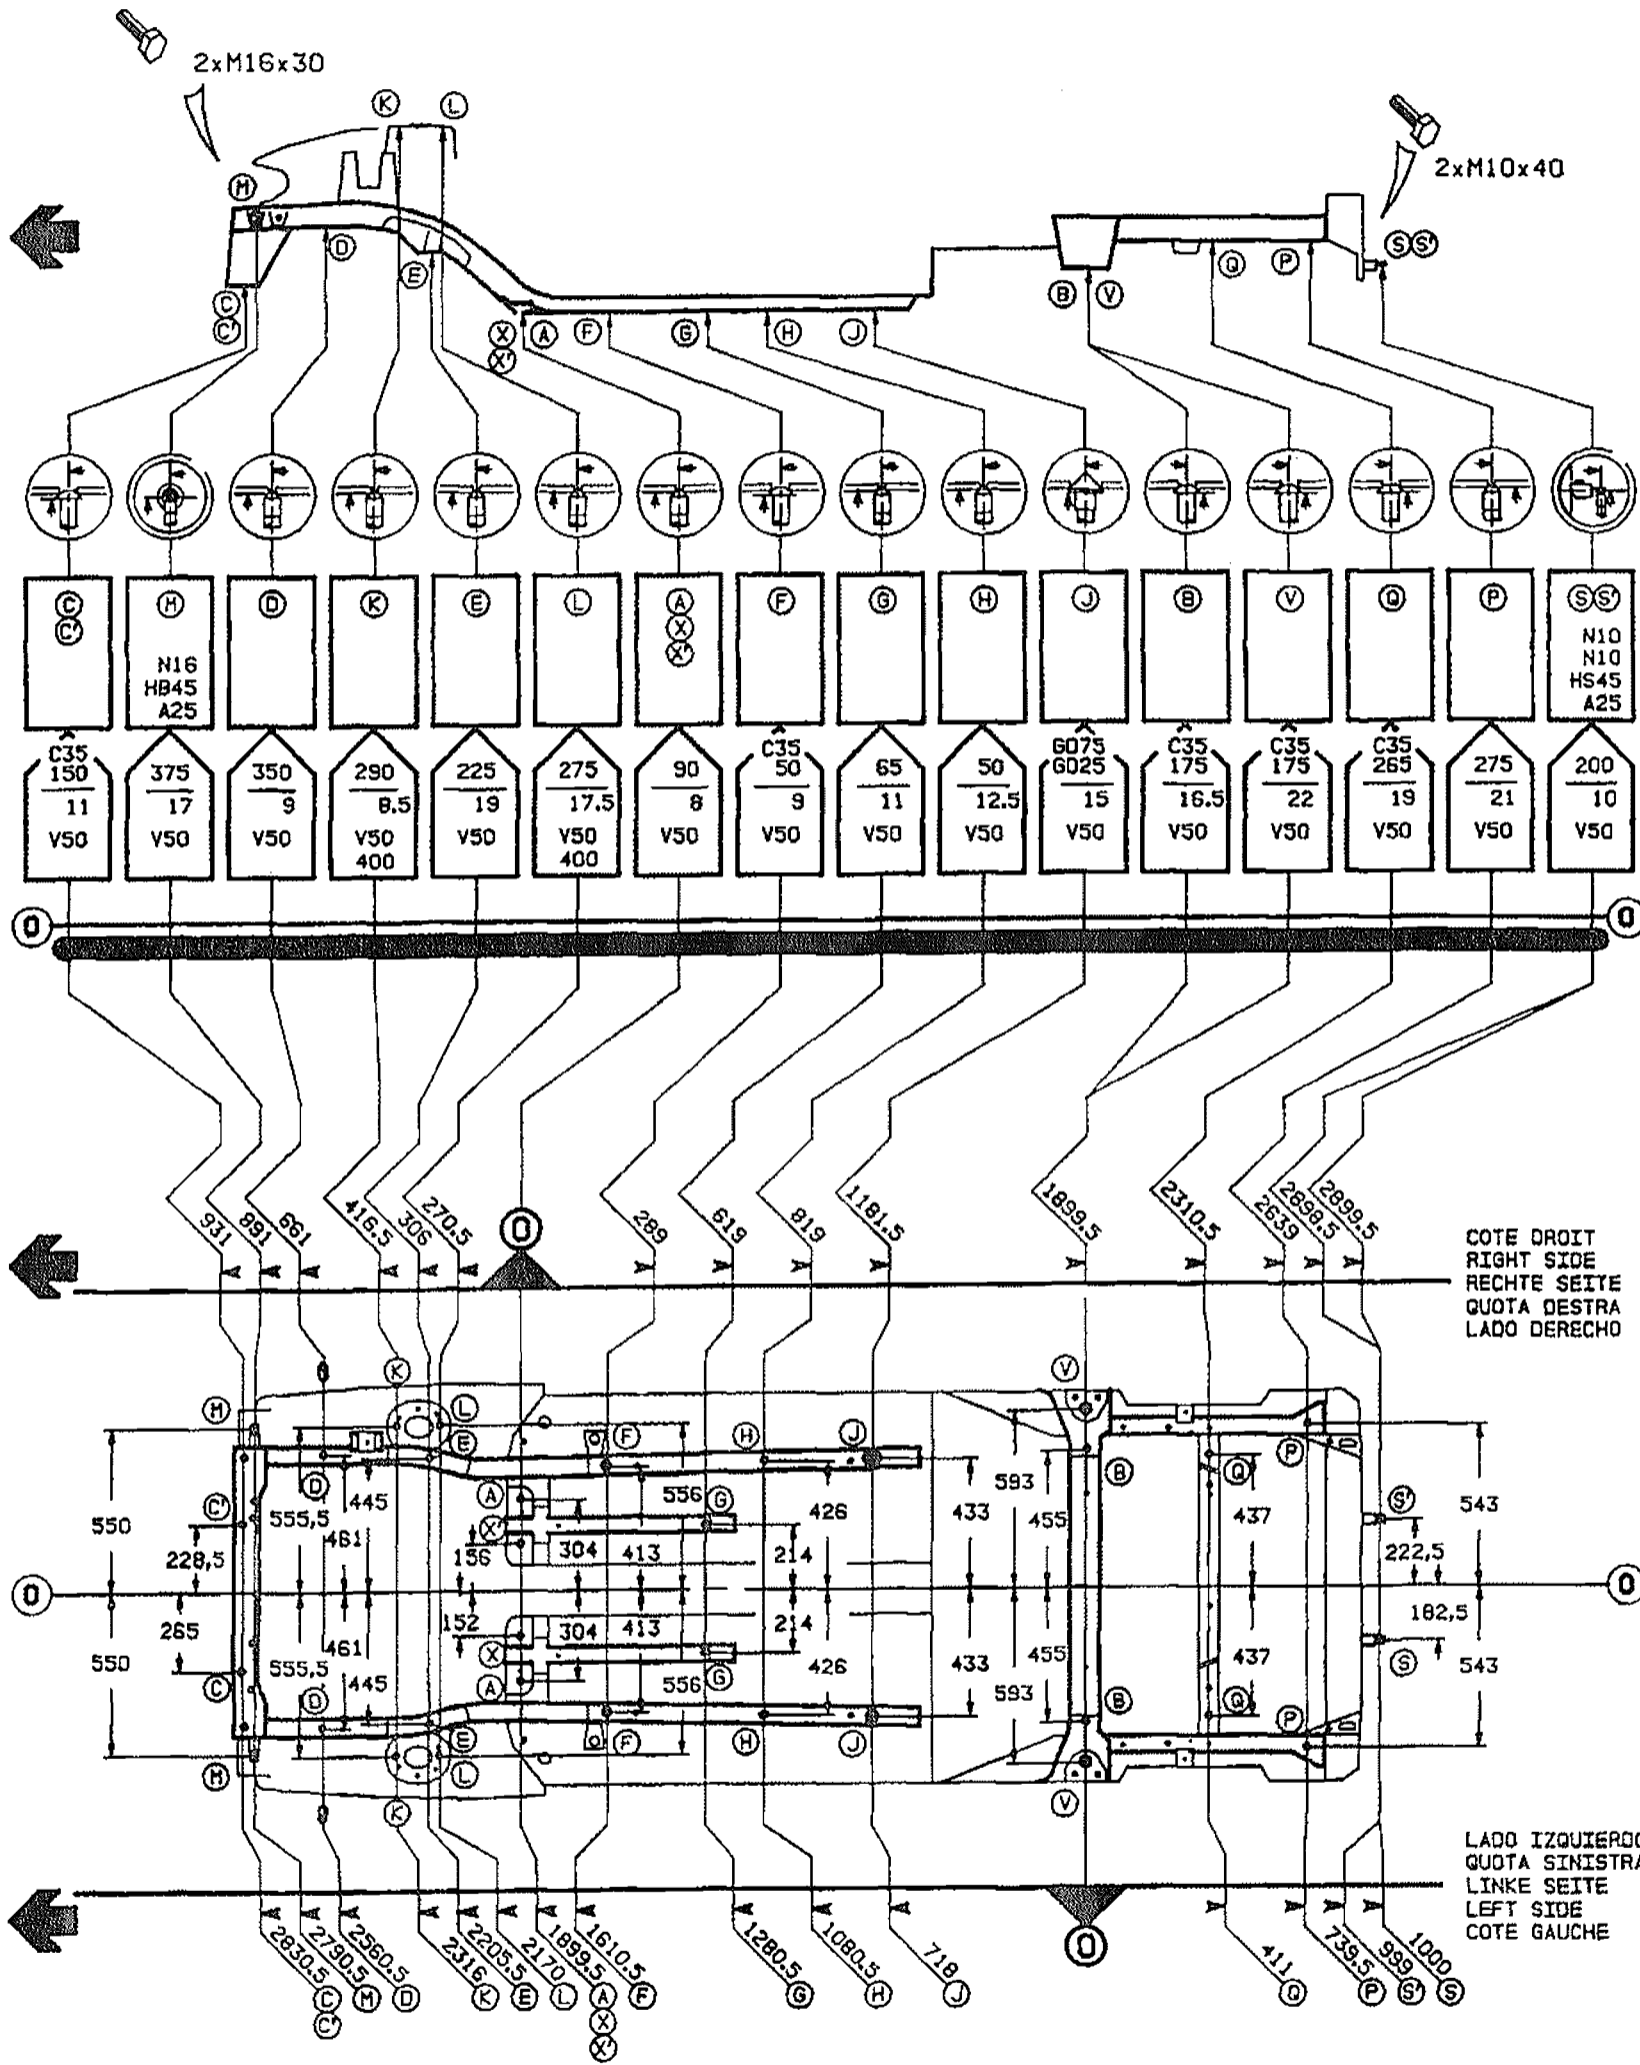 2xM16x30
2xM10x40
K L
M
D
E
C
C'
X A
X'
F
G
H
J
B V
Q
P
S S'
C
C'
M
N16
HB45
A25
D
K
E
L
A
X
X'
F
G
H
J
B
V
Q
P
S S'
N10
N10
HS45
A25
C35
150
11
V50
375
17
V50
350
9
V50
290
8.5
V50
400
225
19
V50
275
17.5
V50
400
90
8
V50
C35
50
9
V50
65
11
V50
50
12.5
V50
GD75
GD25
15
V50
C35
175
16.5
V50
C35
175
22
V50
C35
265
19
V50
275
21
V50
200
10
V50
0
0
931
891
661
416.5
306
270.5
0
289
619
819
1181.5
1899.5
2310.5
2639
2898.5
2899.5
COTE DROIT
RIGHT SIDE
RECHTE SEITE
QUOTA DESTRA
LADO DERECHO
K
V
M
L
E
F
H
J
P
D
A
G
B
Q
C'
X'
S'
550
228,5
555,5
461
445
156
304
413
556
214
426
433
593
455
437
222,5
543
0
0
265
550
555,5
461
445
152
304
413
556
214
426
433
455
593
437
182,5
543
X
G
S
C
D
A
B
Q
P
E
F
H
J
M
L
K
V
LADO IZQUIERDO
QUOTA SINISTRA
LINKE SEITE
LEFT SIDE
COTE GAUCHE
2830.5 C C'
2790.5 M
2560.5 D
2316 K
2205.5 E
2170 L
1899.5 A X X'
1610.5 F
1280.5 G
1080.5 H
718 J
0
411 Q
739.5 P
999 S'
1000 S